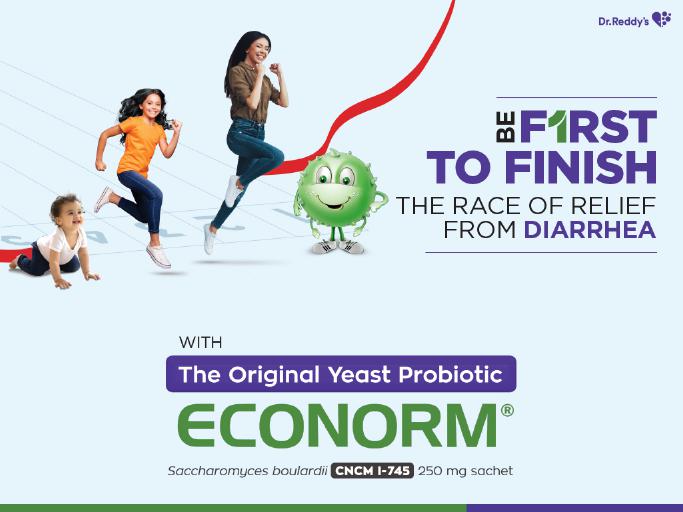 Dr.Reddy's
BE F1RST
TO FINISH
THE RACE OF RELIEF
FROM DIARRHEA
WITH
The Original Yeast Probiotic
ECONORM®
Saccharomyces boulardii CNCM I-745 250 mg sachet